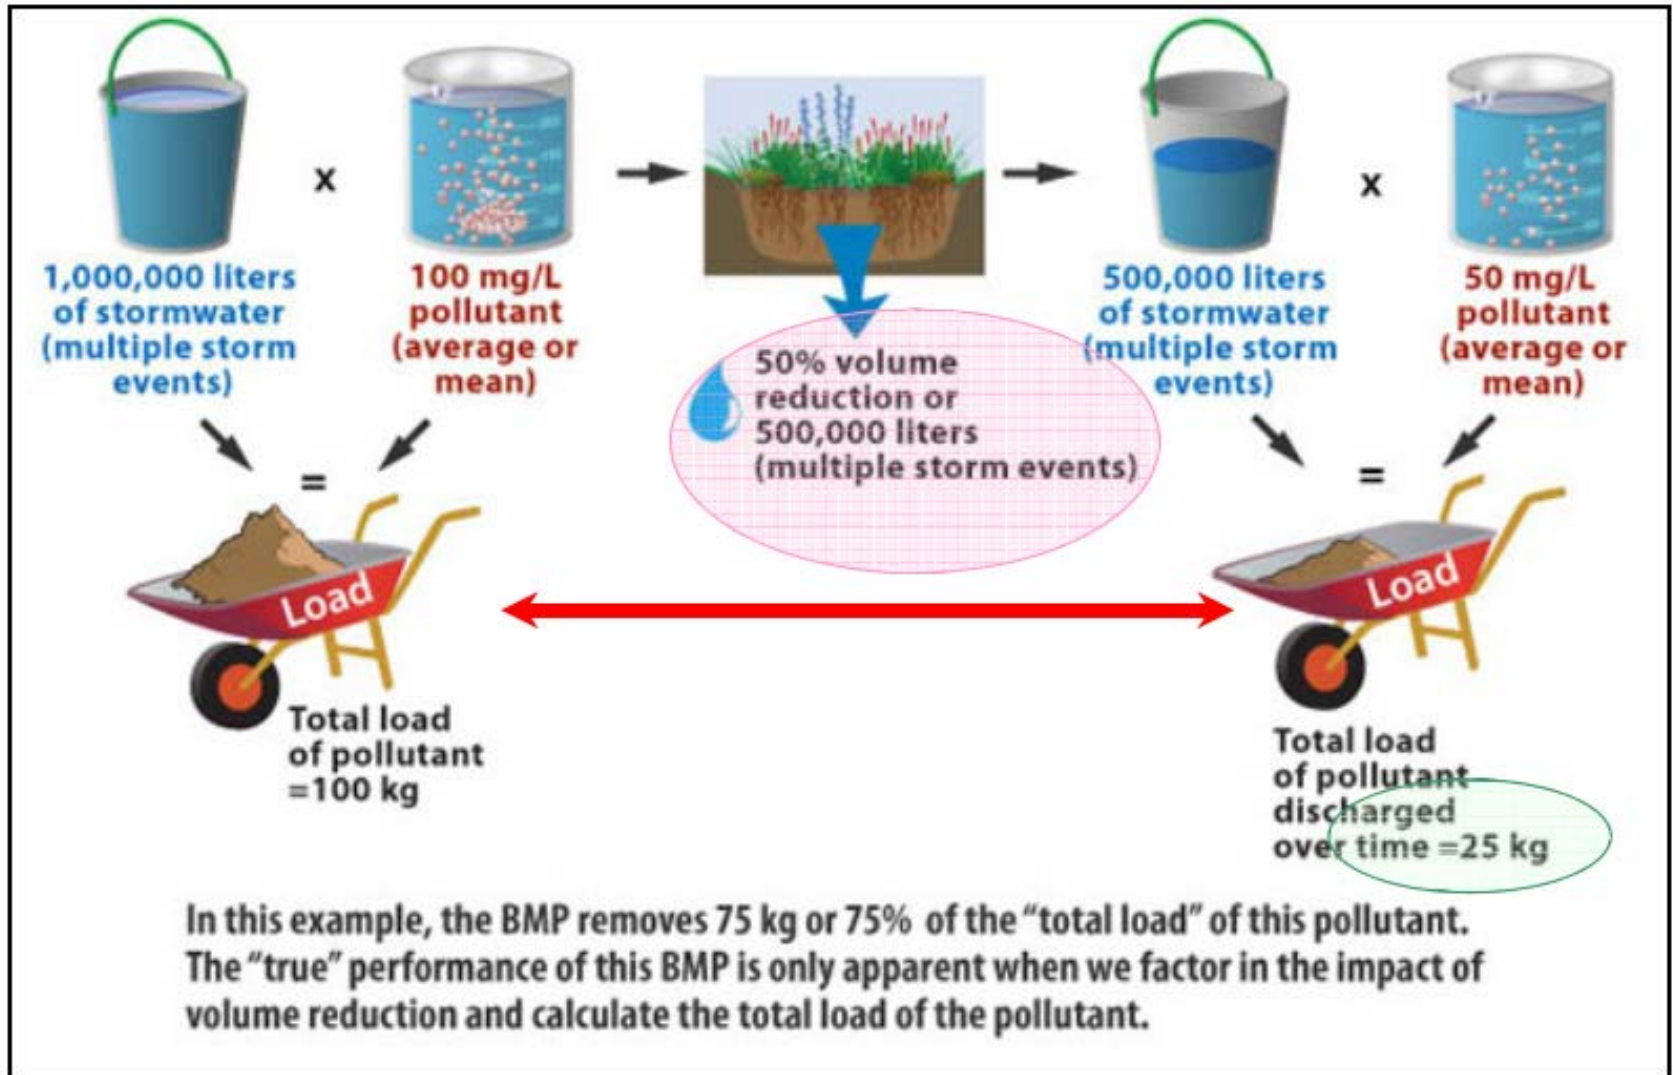 1,000,000 liters
of stormwater
(multiple storm
events)
x
100 mg/L
pollutant
(average or
mean)
50% volume
reduction or
500,000 liters
(multiple storm events)
500,000 liters
of stormwater
(multiple storm
events)
x
50 mg/L
pollutant
(average or
mean)
=
Load
Total load
of pollutant
=100 kg
=
Load
Total load
of pollutant
discharged
over time =25 kg
In this example, the BMP removes 75 kg or 75% of the “total load” of this pollutant.
The “true” performance of this BMP is only apparent when we factor in the impact of
volume reduction and calculate the total load of the pollutant.